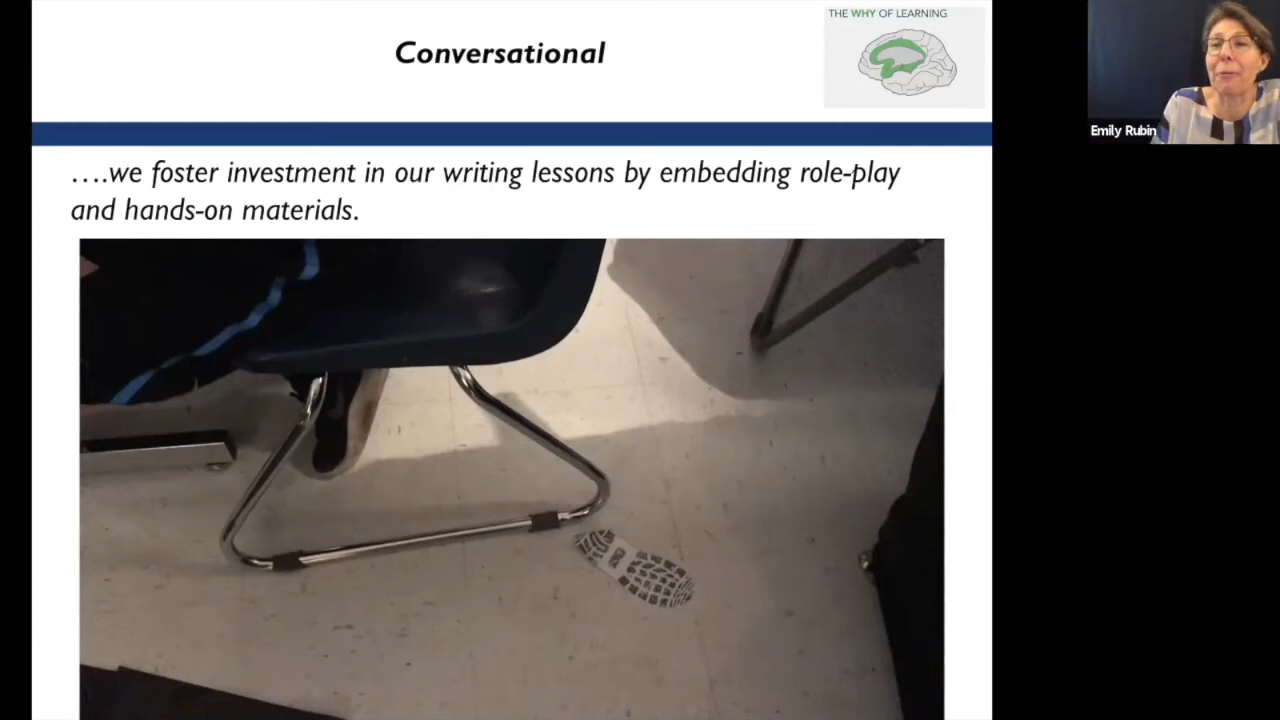 Conversational
THE WHY OF LEARNING
Emily Rubin
….we foster investment in our writing lessons by embedding role-play
and hands-on materials.